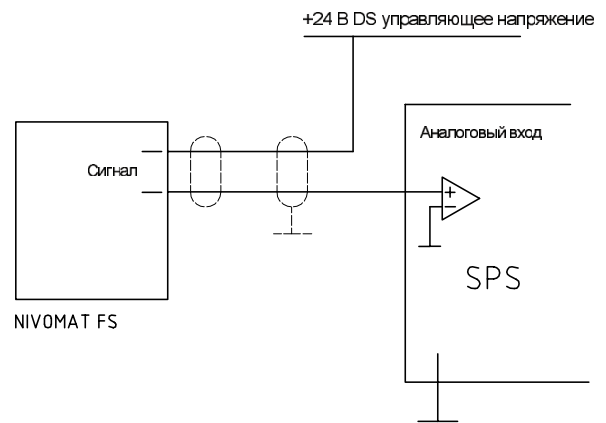 +24 В DS управляющее напряжение
Аналоговый вход
Сигнал
+
−
SPS
NIVOMAT FS